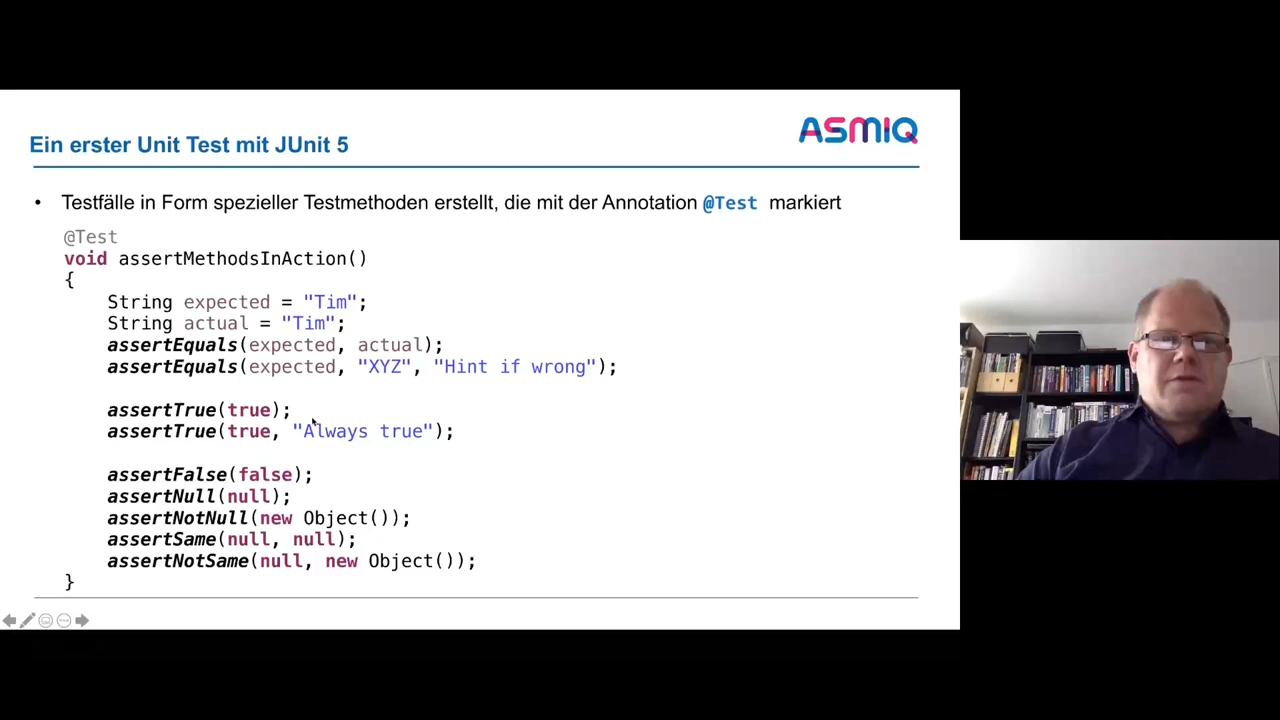 ASMIQ
Ein erster Unit Test mit JUnit 5
• Testfälle in Form spezieller Testmethoden erstellt, die mit der Annotation @Test markiert
@Test
void assertMethodsInAction()
{
String expected = "Tim";
String actual = "Tim";
assertEquals(expected, actual);
assertEquals(expected, "XYZ", "Hint if wrong");
assertTrue(true);
assertTrue(true, "Always true");
assertFalse(false);
assertNull(null);
assertNotNull(new Object());
assertSame(null, null);
assertNotSame(null, new Object());
}